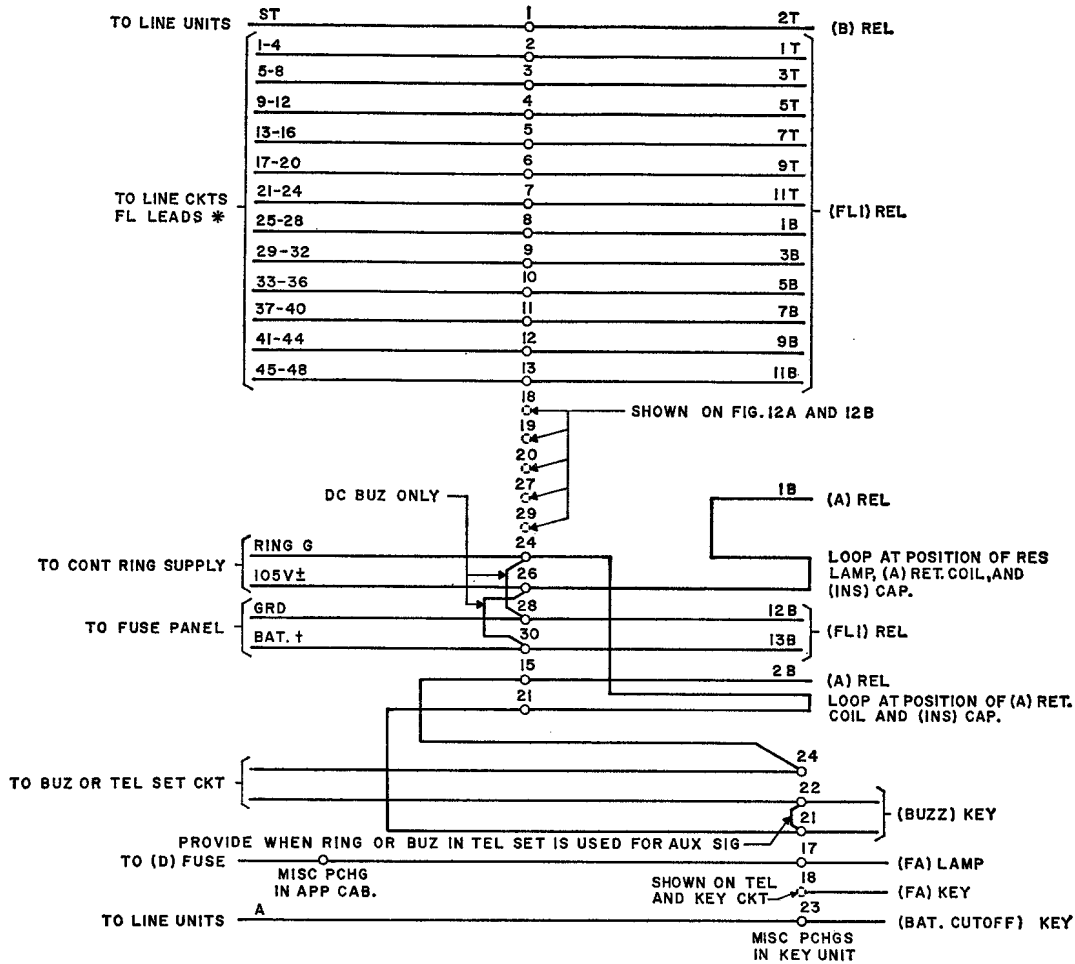 TO LINE UNITS ST 1 2T (B) REL
1-4 2 1T
5-8 3 3T
9-12 4 5T
13-16 5 7T
17-20 6 9T
TO LINE CKTS
FL LEADS *
21-24 7 11T
(FL1) REL
25-28 8 1B
29-32 9 3B
33-36 10 5B
37-40 11 7B
41-44 12 9B
45-48 13 11B
18
SHOWN ON FIG.12A AND 12B
19
20
27
DC BUZ ONLY
1B (A) REL
29
TO CONT RING SUPPLY
RING G 24
105V± 26
LOOP AT POSITION OF RES
LAMP, (A) RET. COIL, AND
(INS) CAP.
TO FUSE PANEL
GRD 28 12B
BAT. † 30 13B
(FL1) REL
15 2B (A) REL
21
LOOP AT POSITION OF (A) RET.
COIL AND (INS) CAP.
TO BUZ OR TEL SET CKT
24
22
21
(BUZZ) KEY
PROVIDE WHEN RING OR BUZ IN TEL SET IS USED FOR AUX SIG
TO (D) FUSE 17 (FA) LAMP
MISC PCHG
IN APP CAB.
SHOWN ON TEL
AND KEY CKT
18 (FA) KEY
TO LINE UNITS A 23 (BAT. CUTOFF) KEY
MISC PCHGS
IN KEY UNIT